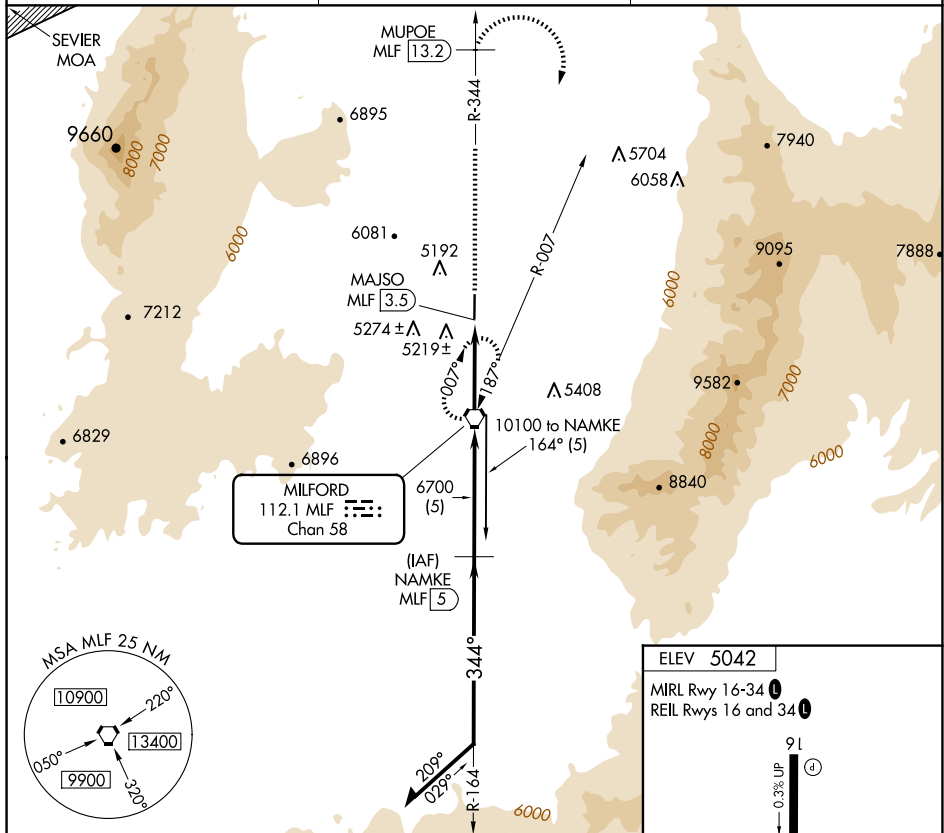 SEVIER
MOA
MUPOE
MLF 13.2
R-344
6895
9660
8000
7000
5704
6058
7940
6081
5192
6000
R-007
9095
7888
MAJSO
MLF 3.5
6000
7212
5274 ±
5219 ±
007°
187°
5408
9582
7000
10100 to NAMKE
164° (5)
6829
6896
8000
6000
8840
MILFORD
112.1 MLF
Chan 58
6700
(5)
(IAF)
NAMKE
MLF 5
344°
MSA MLF 25 NM
10900
220°
13400
050°
9900
320°
209°
029°
R-164
6000
ELEV 5042
MIRL Rwy 16-34 L
REIL Rwys 16 and 34 L
16
P
0.3% UP